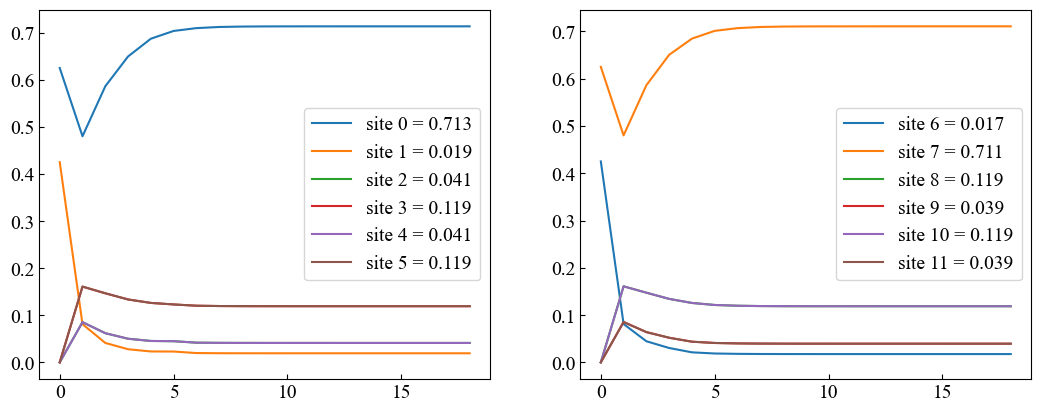 0.7
0.6
0.5
0.4
0.3
0.2
0.1
0.0
0 5 10 15
site 0 = 0.713
site 1 = 0.019
site 2 = 0.041
site 3 = 0.119
site 4 = 0.041
site 5 = 0.119
0.7
0.6
0.5
0.4
0.3
0.2
0.1
0.0
0 5 10 15
site 6 = 0.017
site 7 = 0.711
site 8 = 0.119
site 9 = 0.039
site 10 = 0.119
site 11 = 0.039